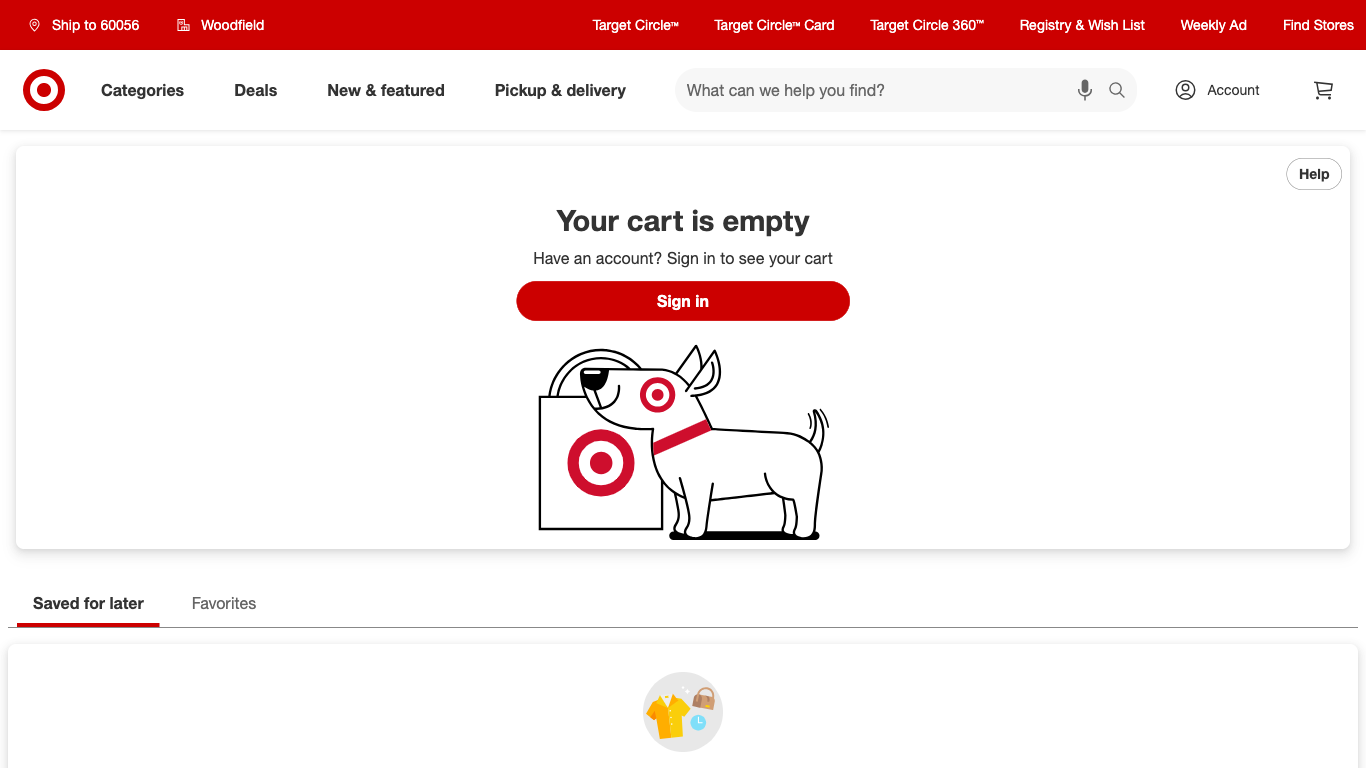 Ship to 60056
Woodfield
Target Circle™
Target Circle™ Card
Target Circle 360™
Registry & Wish List
Weekly Ad
Find Stores
Categories
Deals
New & featured
Pickup & delivery
What can we help you find?
Account
Help
Your cart is empty
Have an account? Sign in to see your cart
Sign in
Saved for later
Favorites